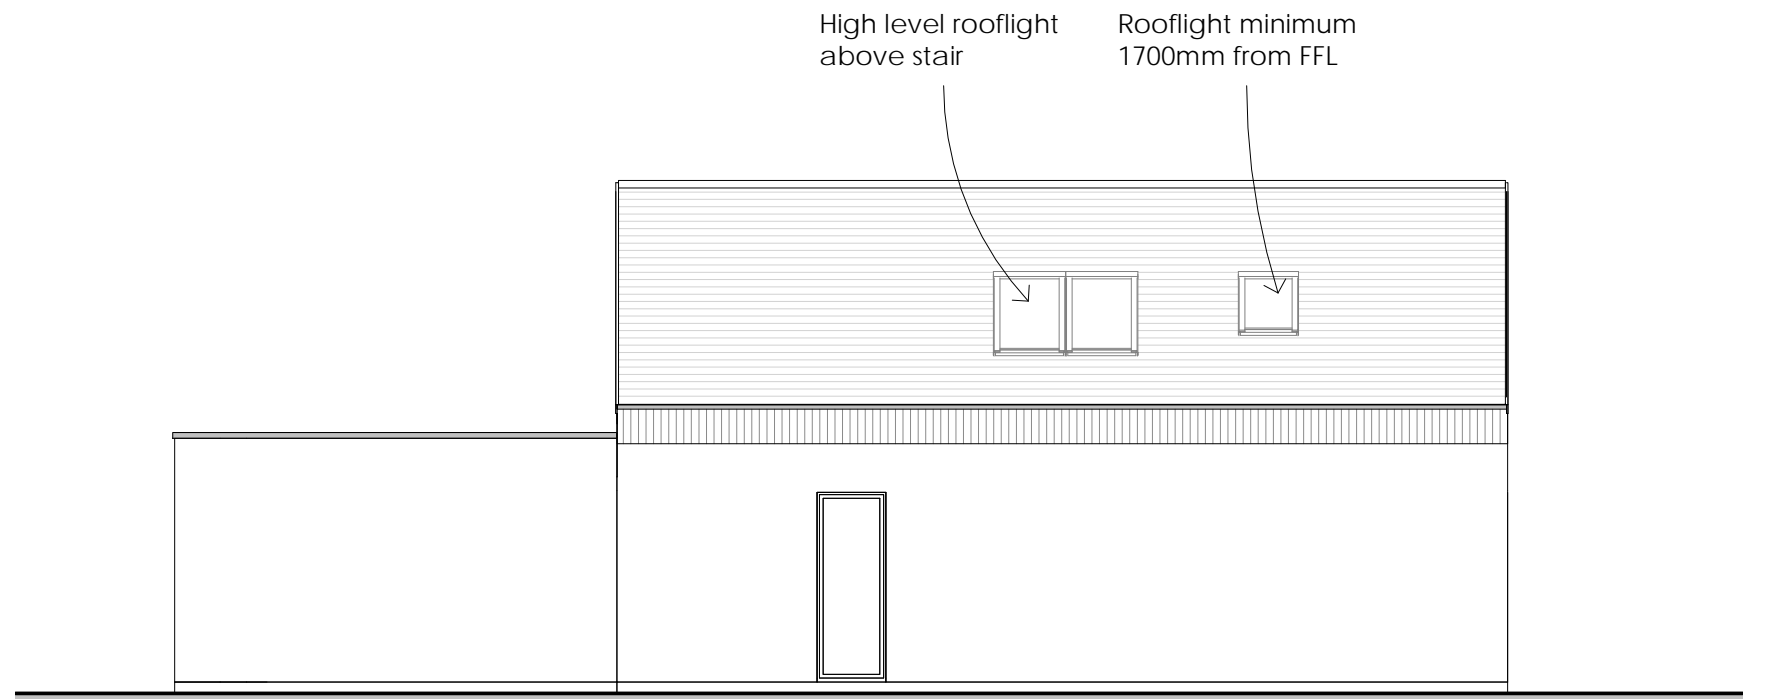 High level rooflight
above stair
Rooflight minimum
1700mm from FFL